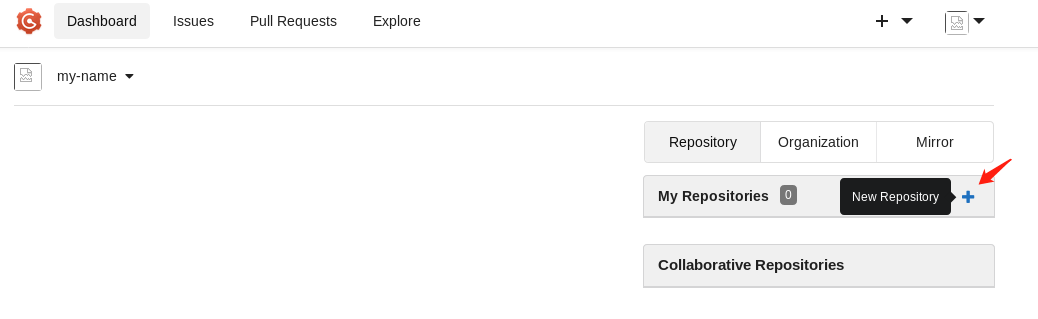 Dashboard Issues Pull Requests Explore
my-name
Repository Organization Mirror
My Repositories 0 New Repository
Collaborative Repositories